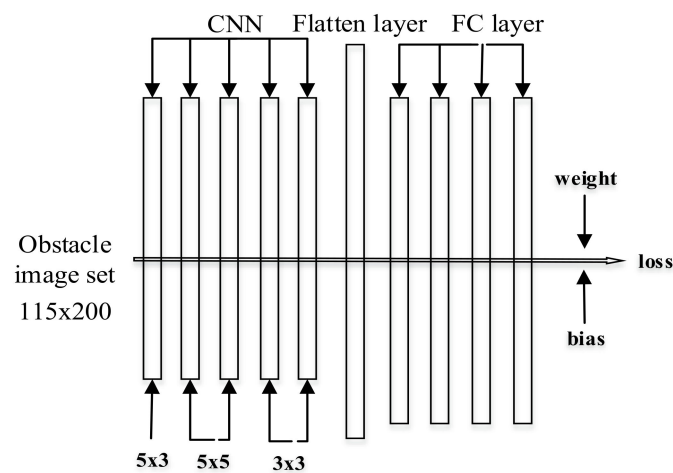 CNN Flatten layer FC layer
weight
Obstacle
image set
115x200
loss
bias
5x3 5x5 3x3